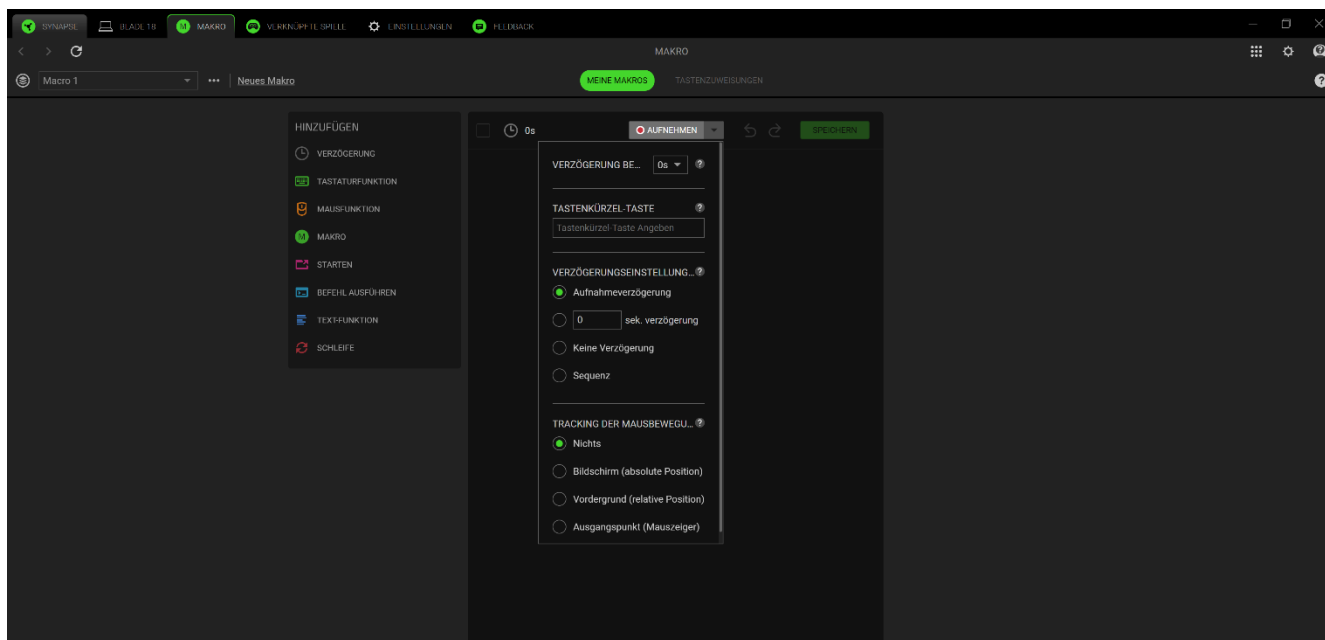 SYNAPSE BLADE 18 M MAKRO VERKNÜPFTE SPIELE EINSTELLUNGEN FEEDBACK
MAKRO
Macro 1 Neues Makro MEINE MAKROS TASTENZUWEISUNGEN
HINZUFÜGEN
VERZÖGERUNG
TASTATURFUNKTION
MAUSFUNKTION
M MAKRO
STARTEN
BEFEHL AUSFÜHREN
TEXT-FUNKTION
SCHLEIFE
0s AUFNEHMEN SPEICHERN
VERZÖGERUNG BE... 0s
TASTENKÜRZEL-TASTE
Tastenkürzel-Taste Angeben
VERZÖGERUNGSEINSTELLUNG...
Aufnahmeverzögerung
0 sek. verzögerung
Keine Verzögerung
Sequenz
TRACKING DER MAUSBEWEGU...
Nichts
Bildschirm (absolute Position)
Vordergrund (relative Position)
Ausgangspunkt (Mauszeiger)